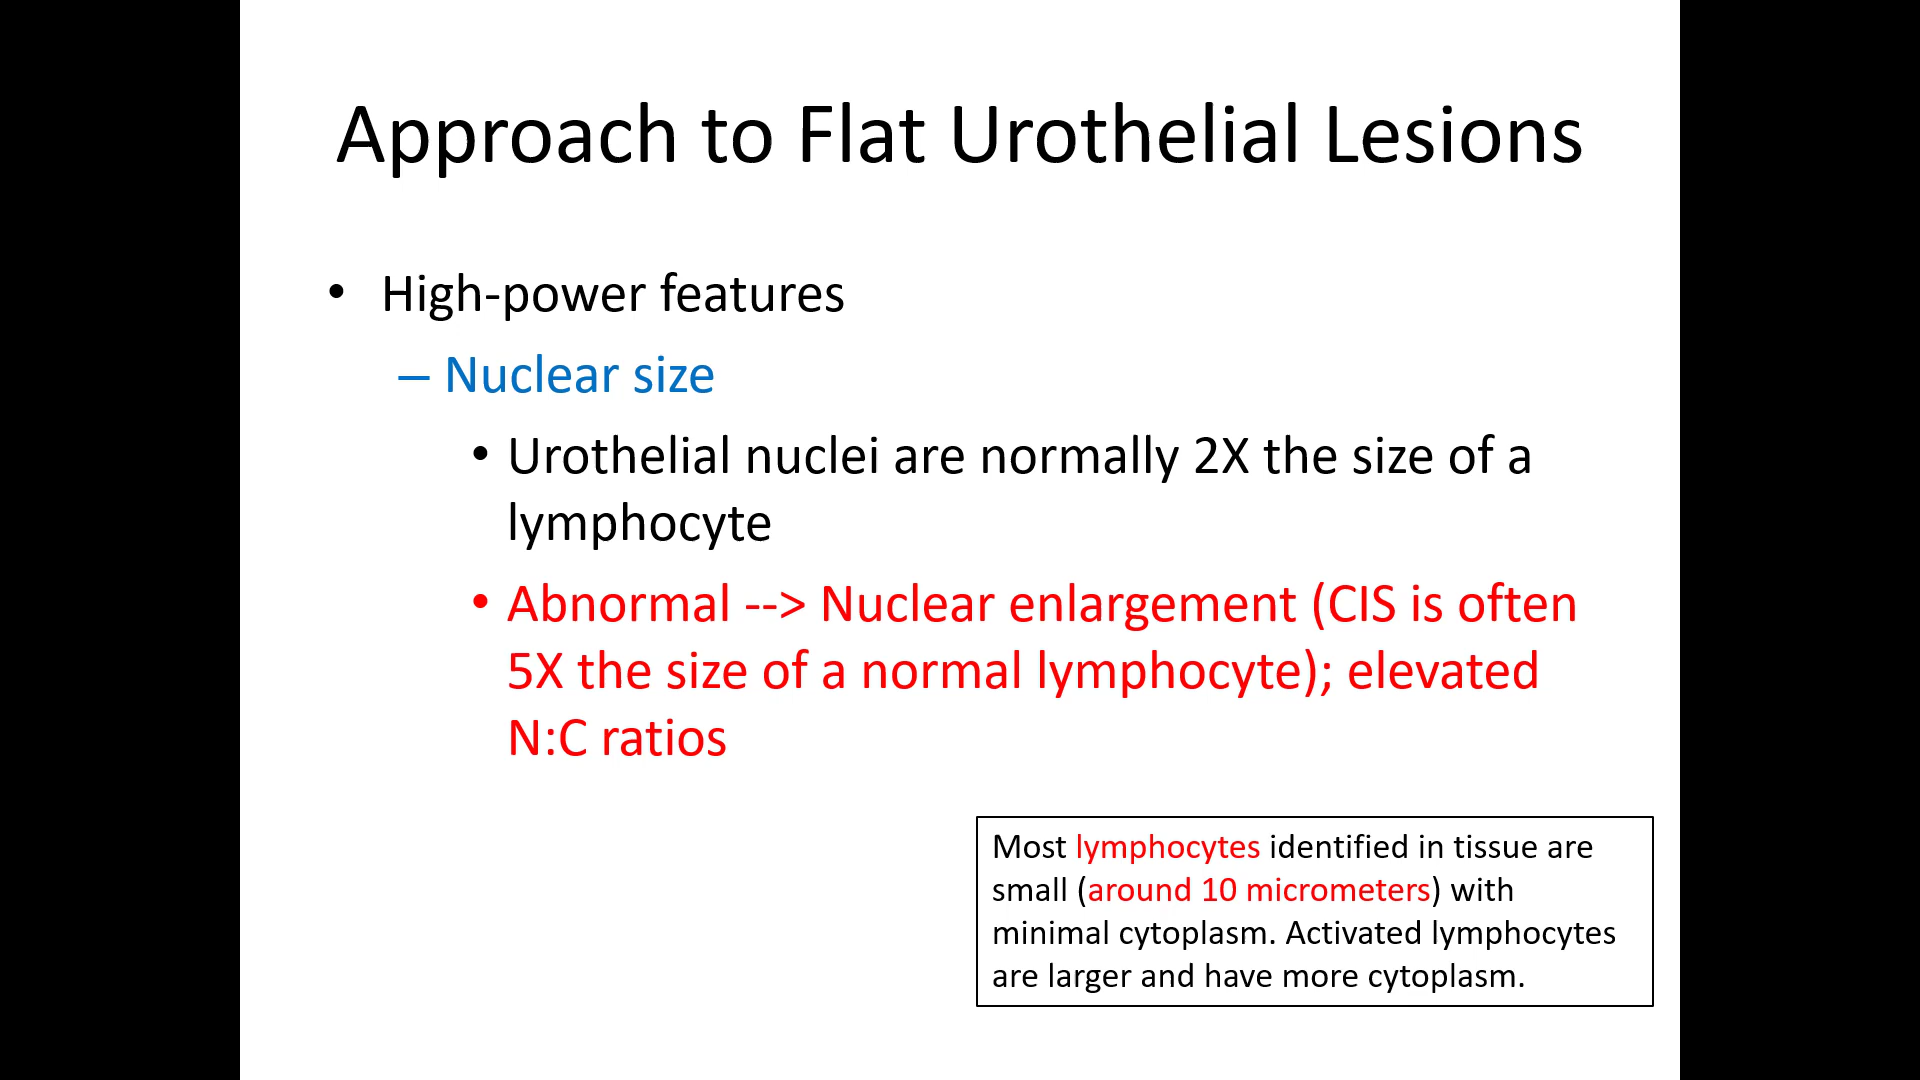 Approach to Flat Urothelial Lesions
• High-power features
– Nuclear size
• Urothelial nuclei are normally 2X the size of a
lymphocyte
• Abnormal --> Nuclear enlargement (CIS is often
5X the size of a normal lymphocyte); elevated
N:C ratios
Most lymphocytes identified in tissue are
small (around 10 micrometers) with
minimal cytoplasm. Activated lymphocytes
are larger and have more cytoplasm.